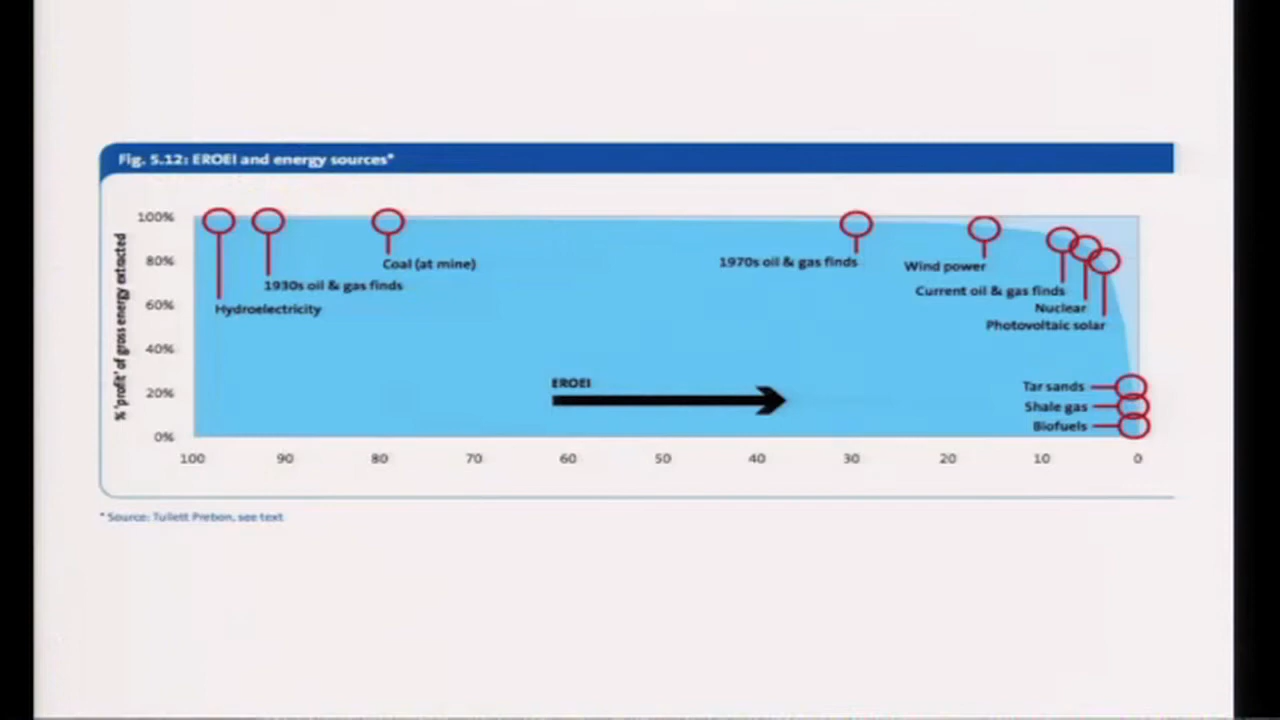 Fig. 5.12: EROEI and energy sources*
% 'profit' of gross energy extracted
100%
80%
60%
40%
20%
0%
Hydroelectricity
1930s oil & gas finds
Coal (at mine)
1970s oil & gas finds
Wind power
Current oil & gas finds
Nuclear
Photovoltaic solar
EROEI
Tar sands
Shale gas
Biofuels
100 90 80 70 60 50 40 30 20 10 0
* Source: Tullett Prebon, see text